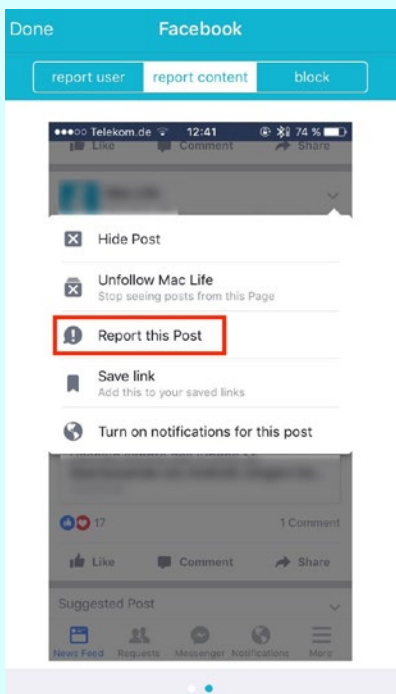 Done Facebook
report user report content block
Telekom.de 12:41 74 %
Like Comment Share
Hide Post
Unfollow Mac Life
Stop seeing posts from this Page
Report this Post
Save link
Add this to your saved links
Turn on notifications for this post
17 1 Comment
Like Comment Share
Suggested Post
News Feed Requests Messenger Notifications More